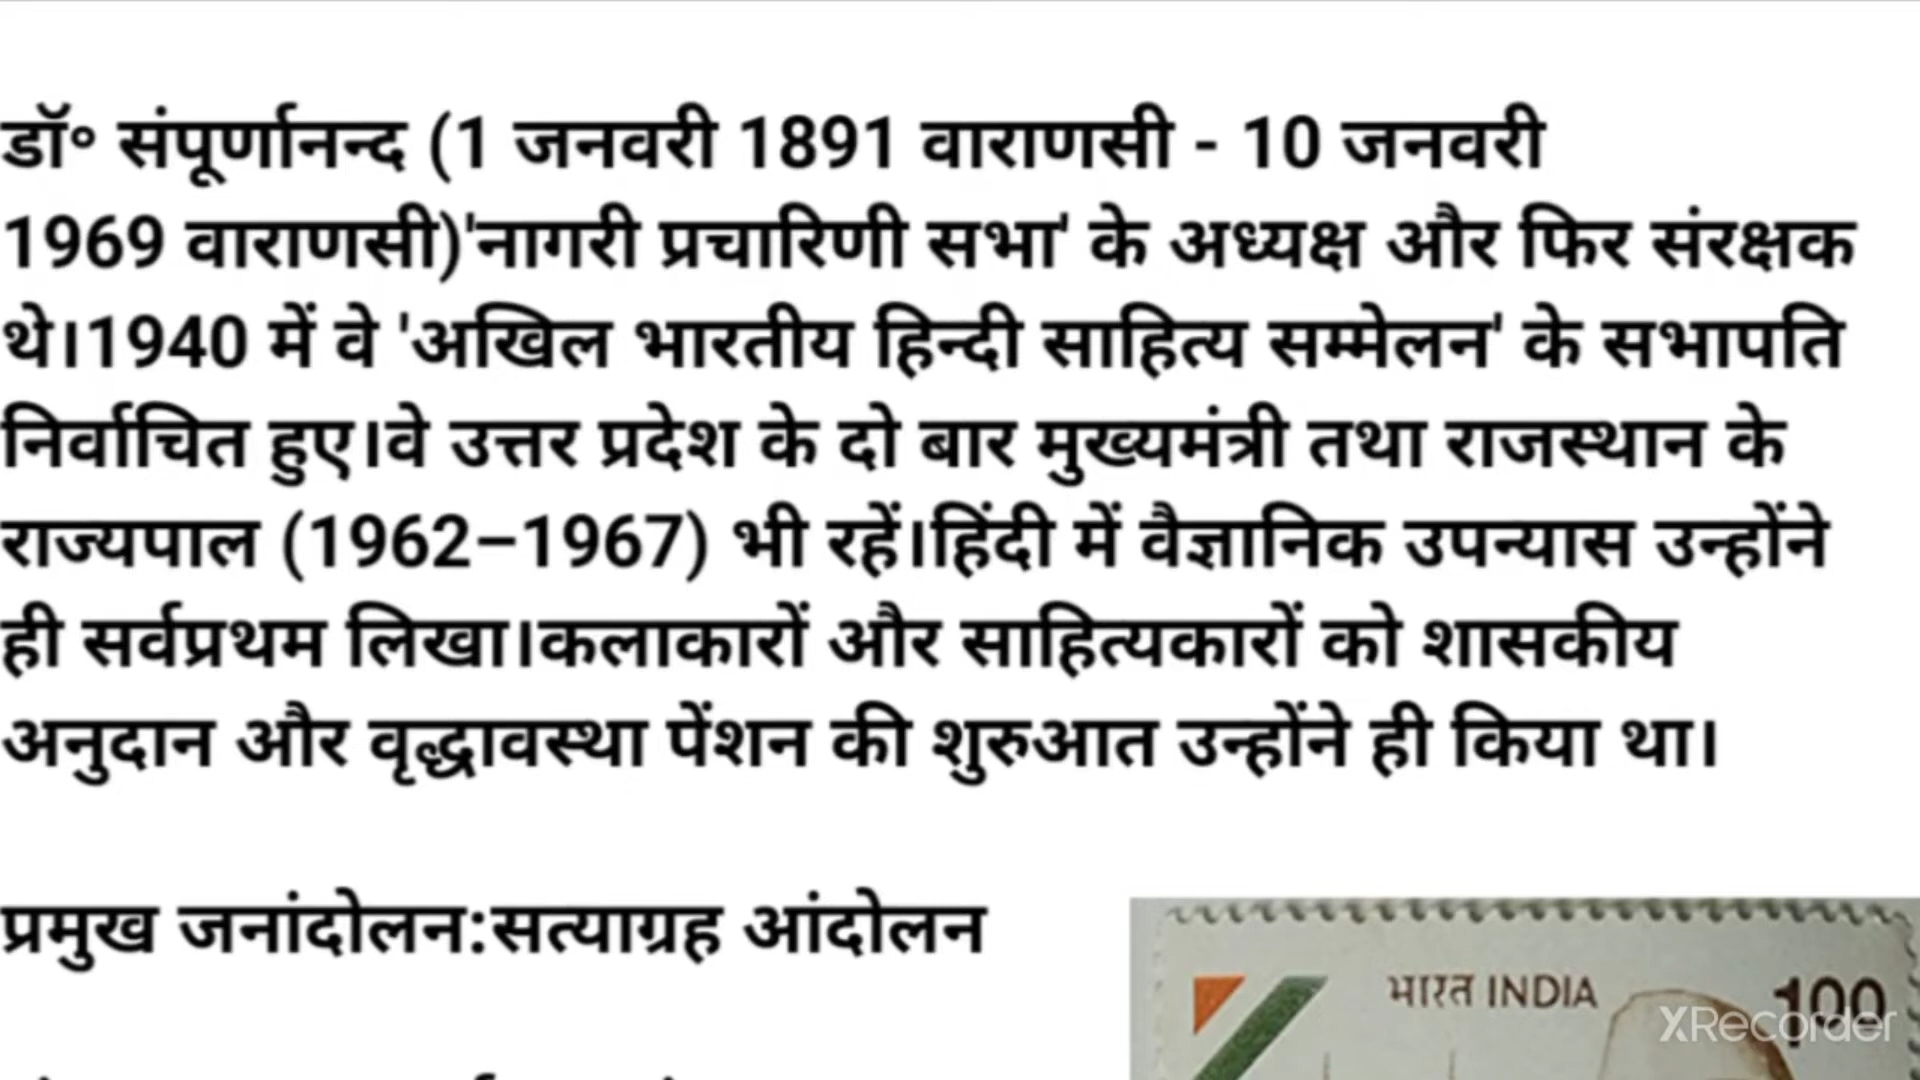 डॉ॰ संपूर्णानन्द (1 जनवरी 1891 वाराणसी - 10 जनवरी
1969 वाराणसी)'नागरी प्रचारिणी सभा' के अध्यक्ष और फिर संरक्षक
थे।1940 में वे 'अखिल भारतीय हिन्दी साहित्य सम्मेलन' के सभापति
निर्वाचित हुए।वे उत्तर प्रदेश के दो बार मुख्यमंत्री तथा राजस्थान के
राज्यपाल (1962–1967) भी रहें।हिंदी में वैज्ञानिक उपन्यास उन्होंने
ही सर्वप्रथम लिखा।कलाकारों और साहित्यकारों को शासकीय
अनुदान और वृद्धावस्था पेंशन की शुरुआत उन्होंने ही किया था।
प्रमुख जनांदोलन:सत्याग्रह आंदोलन
भारत INDIA 100
XRecorder